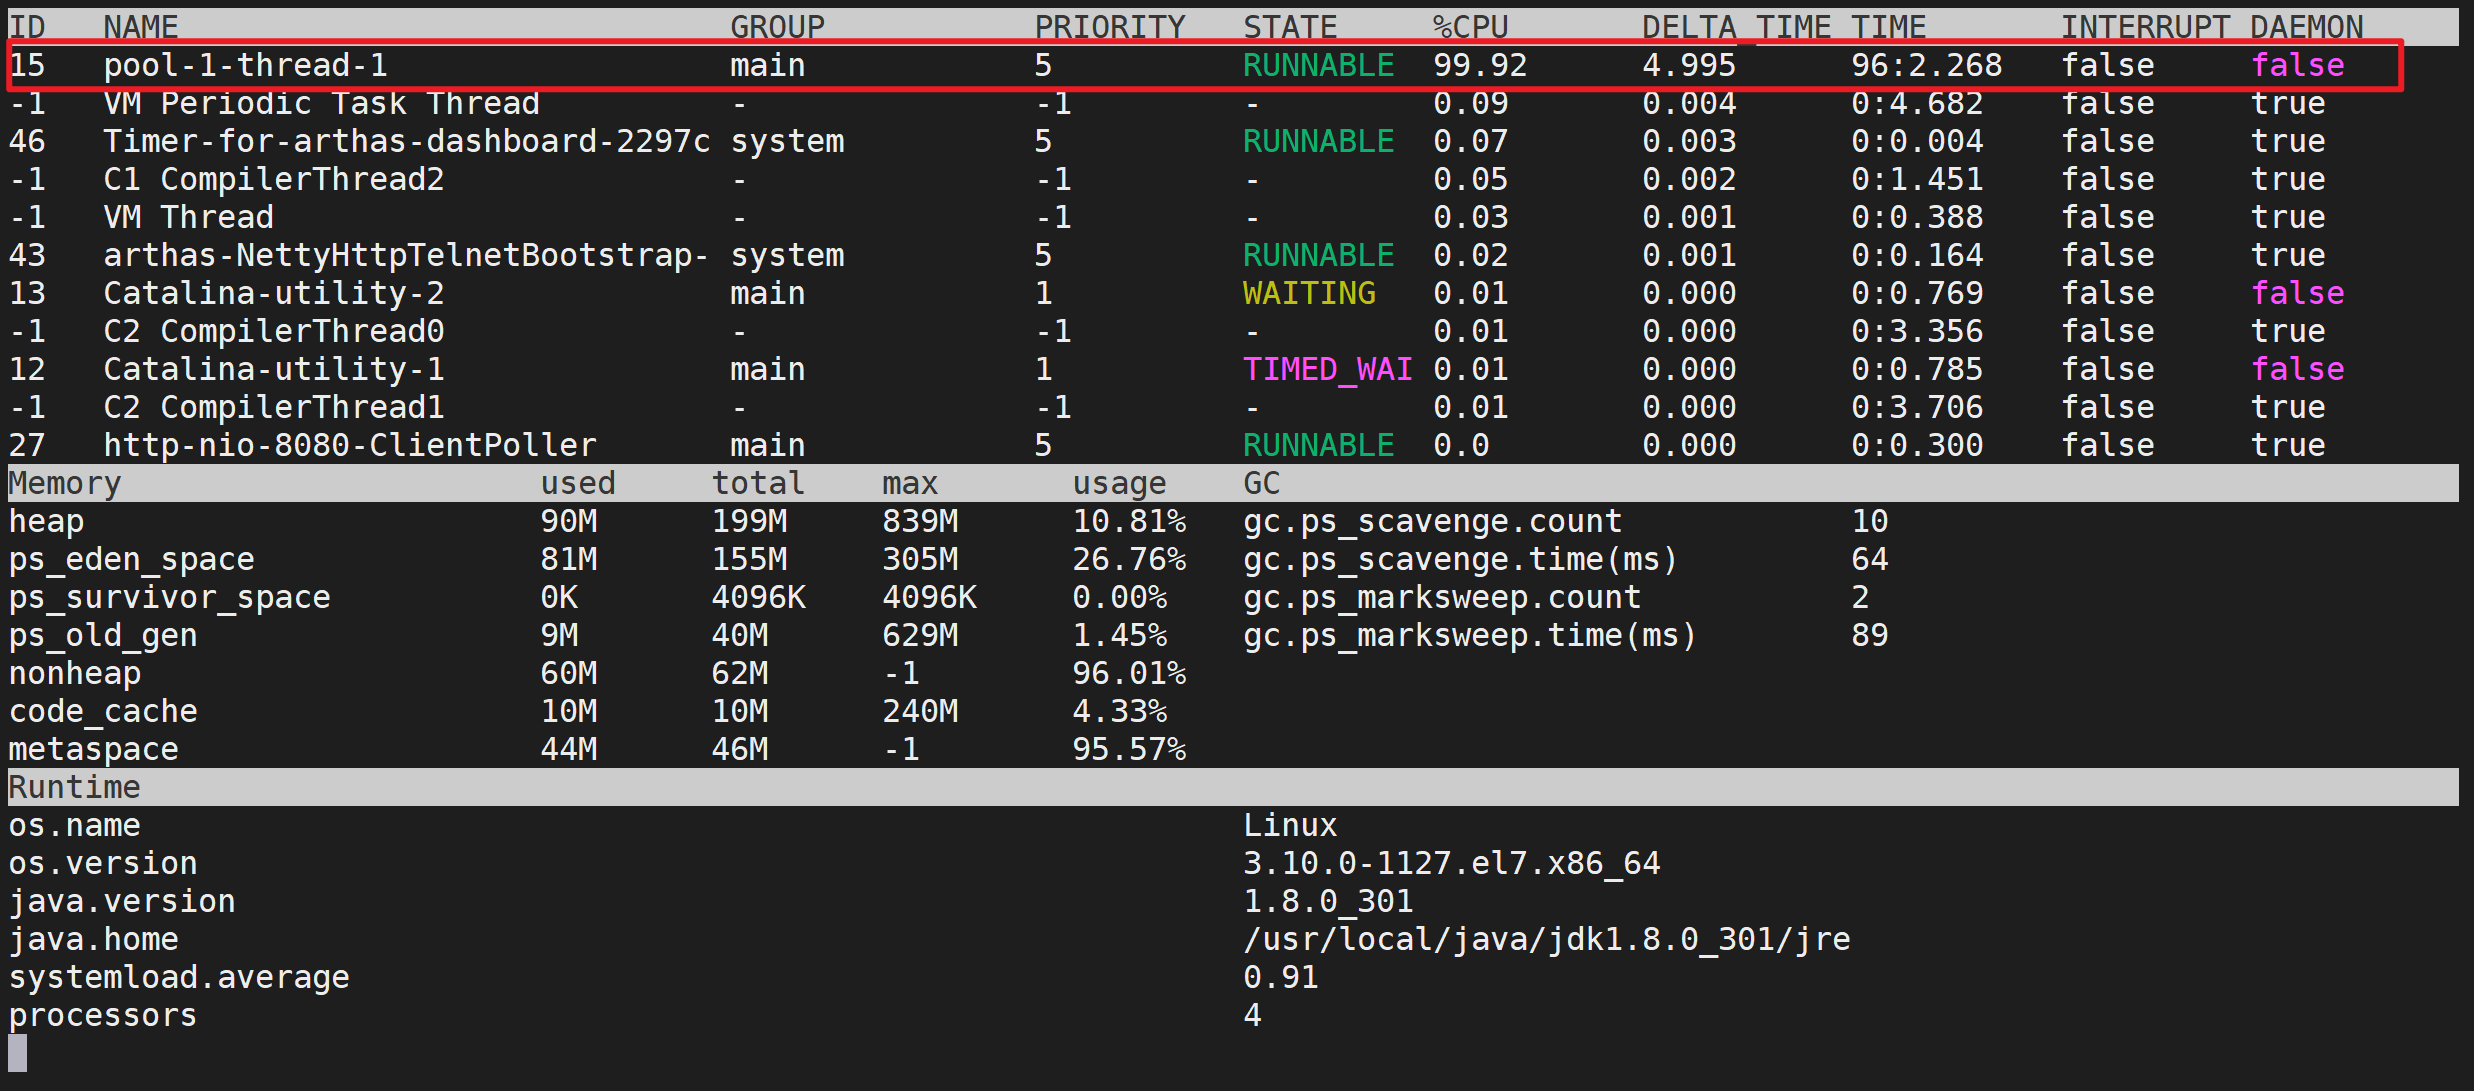 ID NAME GROUP PRIORITY STATE %CPU DELTA_TIME TIME INTERRUPT DAEMON
15 pool-1-thread-1 main 5 RUNNABLE 99.92 4.995 96:2.268 false false
-1 VM Periodic Task Thread - -1 - 0.09 0.004 0:4.682 false true
46 Timer-for-arthas-dashboard-2297c system 5 RUNNABLE 0.07 0.003 0:0.004 false true
-1 C1 CompilerThread2 - -1 - 0.05 0.002 0:1.451 false true
-1 VM Thread - -1 - 0.03 0.001 0:0.388 false true
43 arthas-NettyHttpTelnetBootstrap- system 5 RUNNABLE 0.02 0.001 0:0.164 false true
13 Catalina-utility-2 main 1 WAITING 0.01 0.000 0:0.769 false false
-1 C2 CompilerThread0 - -1 - 0.01 0.000 0:3.356 false true
12 Catalina-utility-1 main 1 TIMED_WAI 0.01 0.000 0:0.785 false false
-1 C2 CompilerThread1 - -1 - 0.01 0.000 0:3.706 false true
27 http-nio-8080-ClientPoller main 5 RUNNABLE 0.0 0.000 0:0.300 false true
Memory used total max usage GC
heap 90M 199M 839M 10.81% gc.ps_scavenge.count 10
ps_eden_space 81M 155M 305M 26.76% gc.ps_scavenge.time(ms) 64
ps_survivor_space 0K 4096K 4096K 0.00% gc.ps_marksweep.count 2
ps_old_gen 9M 40M 629M 1.45% gc.ps_marksweep.time(ms) 89
nonheap 60M 62M -1 96.01%
code_cache 10M 10M 240M 4.33%
metaspace 44M 46M -1 95.57%
Runtime
os.name Linux
os.version 3.10.0-1127.el7.x86_64
java.version 1.8.0_301
java.home /usr/local/java/jdk1.8.0_301/jre
systemload.average 0.91
processors 4